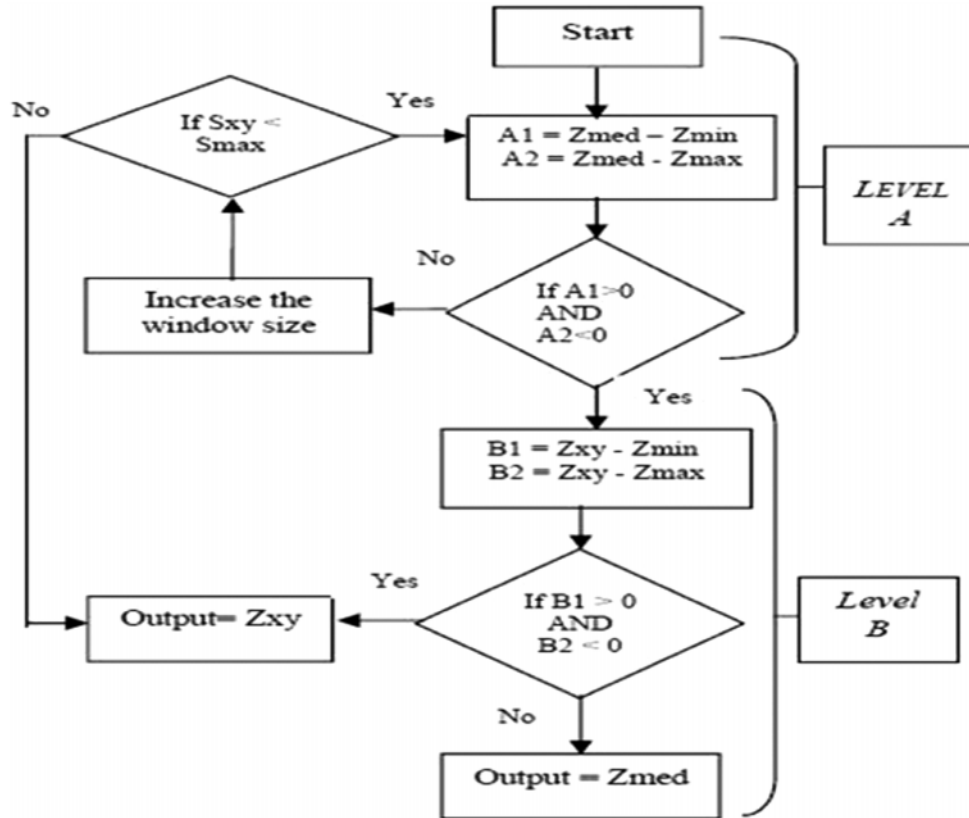 Start
No
Yes
If Sxy <
Smax
A1 = Zmed – Zmin
A2 = Zmed - Zmax
LEVEL
A
No
Increase the
window size
If A1>0
AND
A2<0
Yes
B1 = Zxy - Zmin
B2 = Zxy - Zmax
Yes
Output= Zxy
If B1 > 0
AND
B2 < 0
Level
B
No
Output = Zmed